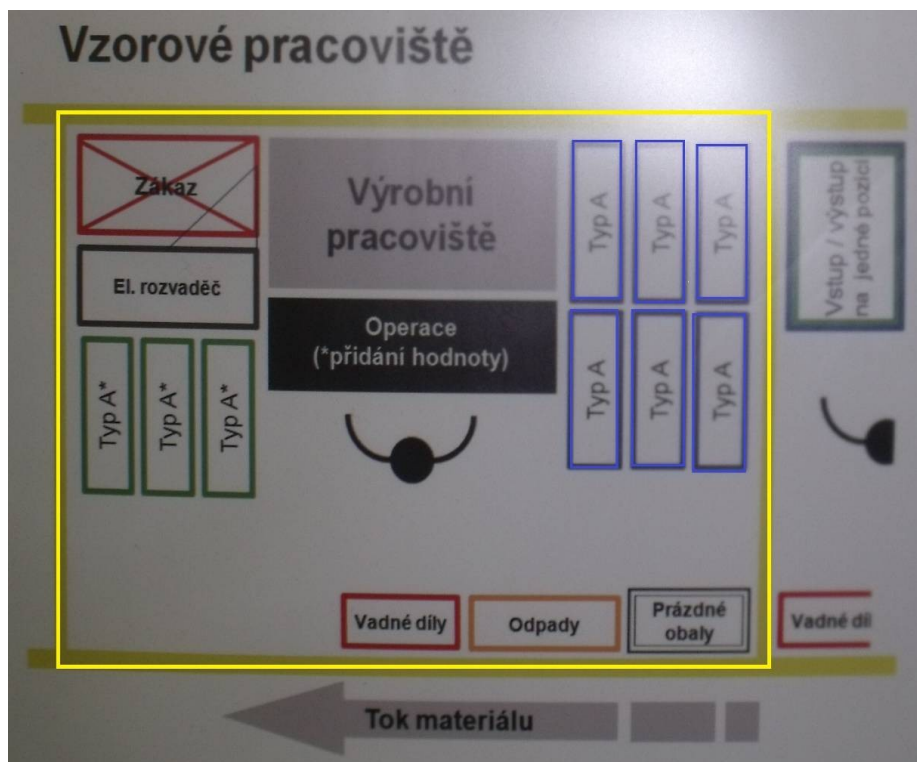 Vzorové pracoviště
Zákaz
Výrobní
pracoviště
Typ A
Typ A
Typ A
Vstup / výstup
na jedné pozici
El. rozvaděč
Operace
(*přidání hodnoty)
Typ A*
Typ A*
Typ A*
Typ A
Typ A
Typ A
Vadné díly
Odpady
Prázdné
obaly
Vadné díl
Tok materiálu